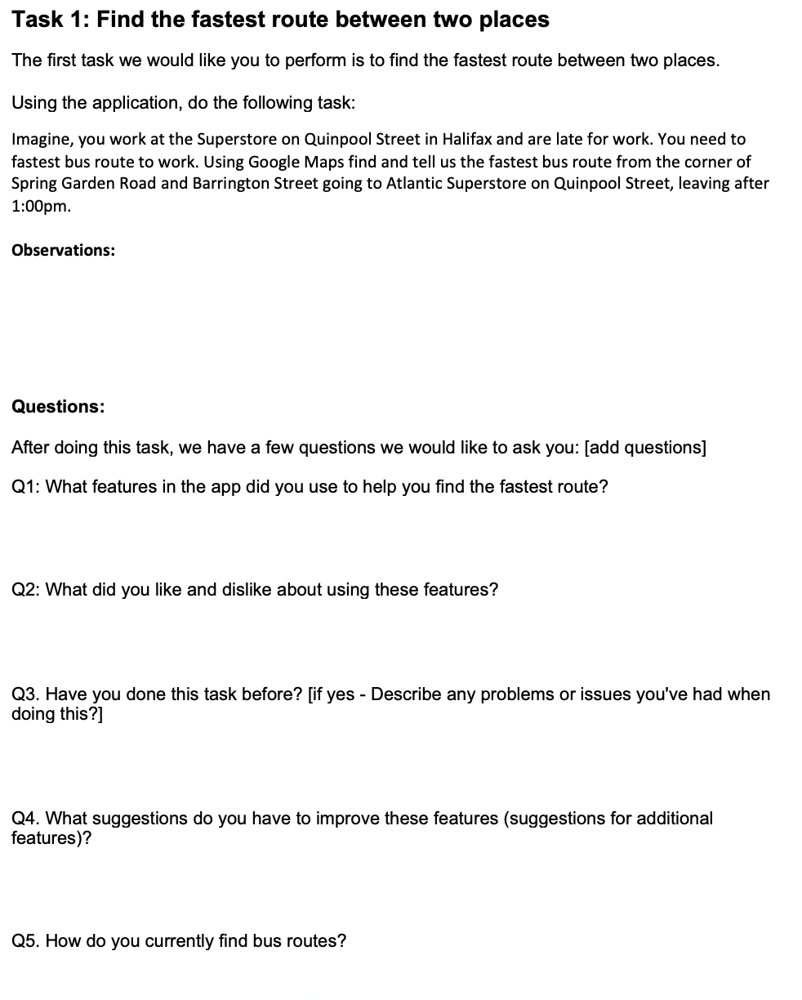 Task 1: Find the fastest route between two places
The first task we would like you to perform is to find the fastest route between two places.
Using the application, do the following task:
Imagine, you work at the Superstore on Quinpool Street in Halifax and are late for work. You need to
fastest bus route to work. Using Google Maps find and tell us the fastest bus route from the corner of
Spring Garden Road and Barrington Street going to Atlantic Superstore on Quinpool Street, leaving after
1:00pm.
Observations:
Questions:
After doing this task, we have a few questions we would like to ask you: [add questions]
Q1: What features in the app did you use to help you find the fastest route?
Q2: What did you like and dislike about using these features?
Q3. Have you done this task before? [if yes - Describe any problems or issues you've had when
doing this?]
Q4. What suggestions do you have to improve these features (suggestions for additional
features)?
Q5. How do you currently find bus routes?